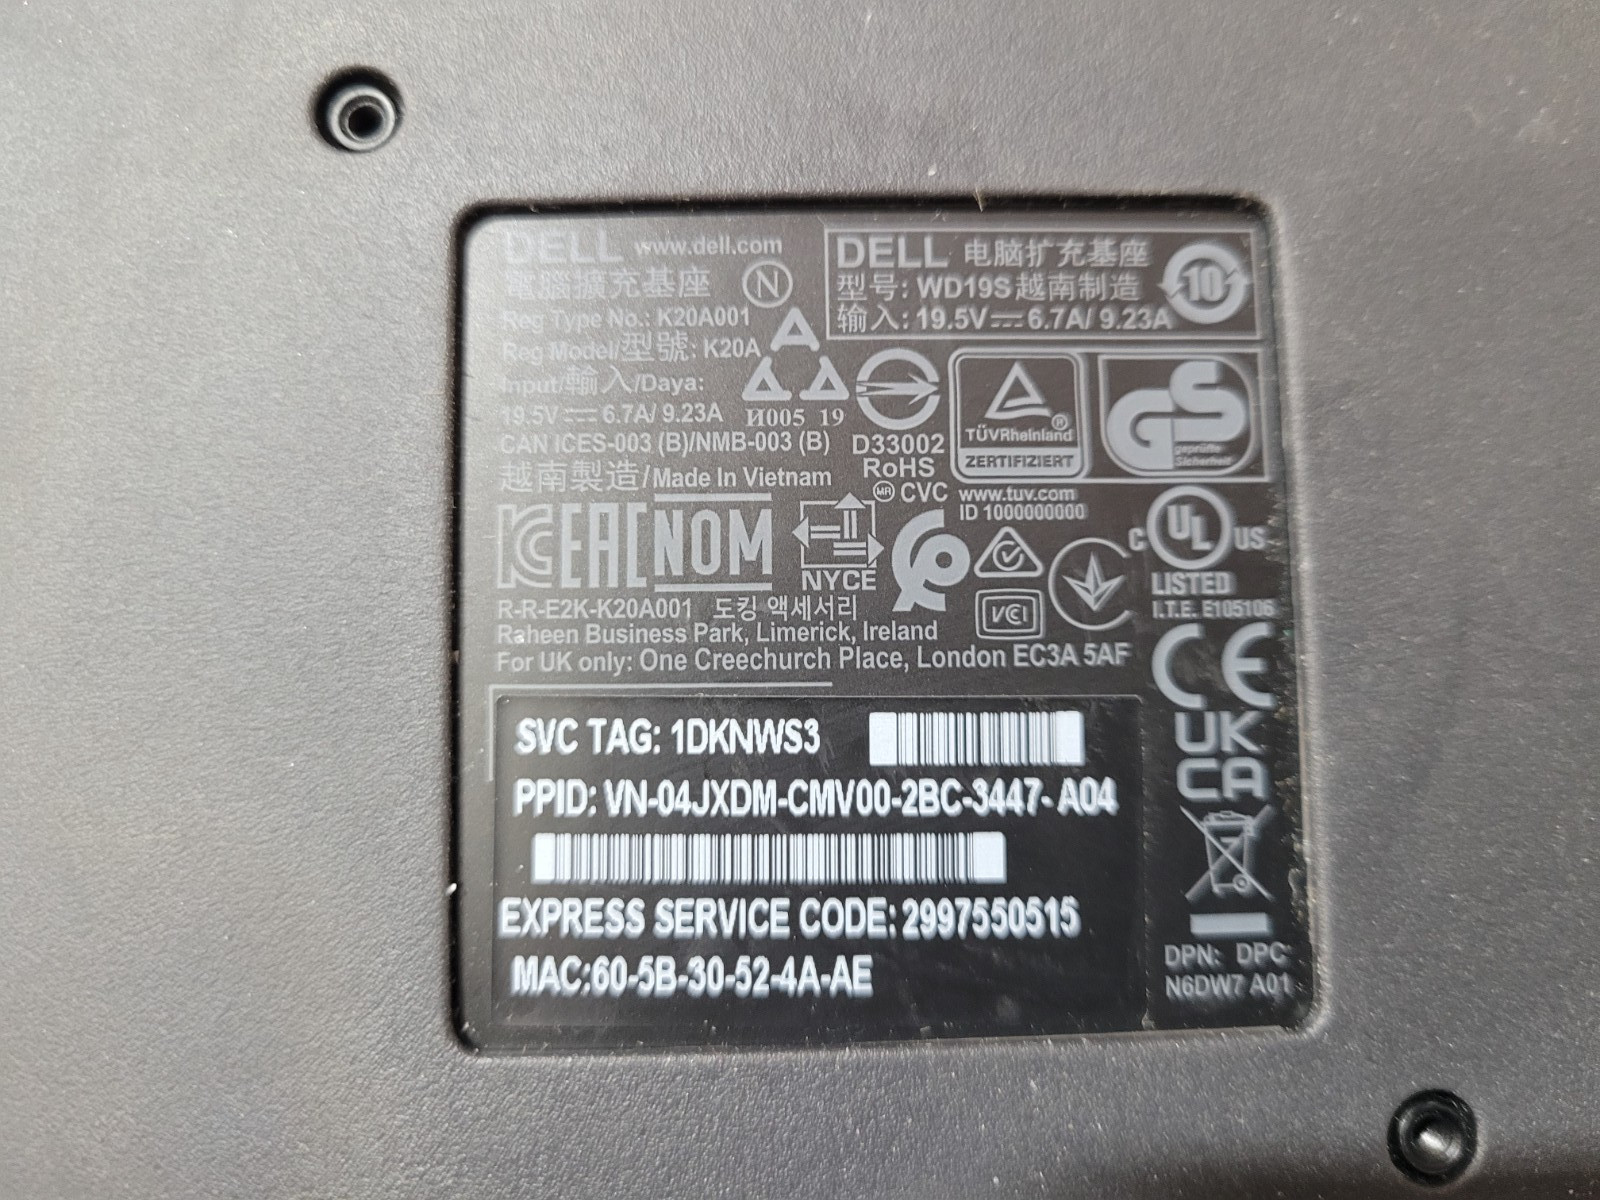 DELL www.dell.com
電腦擴充基座 N
Reg Type No.: K20A001
Reg Model/型號: K20A
Input/輸入/Daya:
19.5V⎓6.7A/ 9.23A
И005 19
CAN ICES-003 (B)/NMB-003 (B)
越南製造/Made In Vietnam
DELL 电脑扩充基座
型号: WD19S 越南制造
输入: 19.5V⎓6.7A/ 9.23A
10
D33002
RoHS
MR CVC
TÜVRheinland®
ZERTIFIZIERT
GS
geprüfte
Sicherheit
www.tuv.com
ID 1000000000
EAC NOM
NYCE
VCI
C UL US
LISTED
I.T.E. E105106
R-R-E2K-K20A001 도킹 액세서리
Raheen Business Park, Limerick, Ireland
For UK only: One Creechurch Place, London EC3A 5AF
CE
UK
CA
SVC TAG: 1DKNWS3
PPID: VN-04JXDM-CMV00-2BC-3447- A04
EXPRESS SERVICE CODE: 2997550515
MAC:60-5B-30-52-4A-AE
DPN: DPC
N6DW7 A01